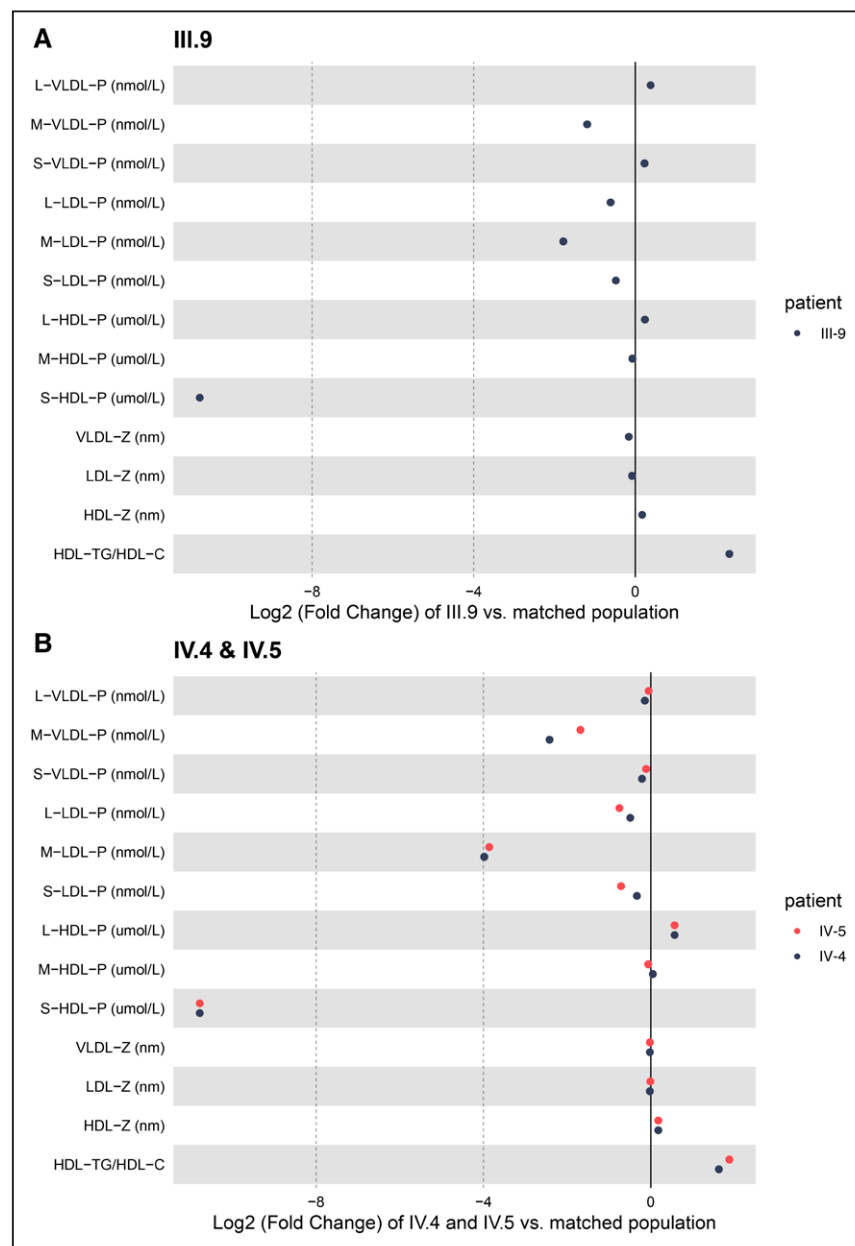 A
III.9
L−VLDL−P (nmol/L)
M−VLDL−P (nmol/L)
S−VLDL−P (nmol/L)
L−LDL−P (nmol/L)
M−LDL−P (nmol/L)
S−LDL−P (nmol/L)
L−HDL−P (umol/L)
M−HDL−P (umol/L)
S−HDL−P (umol/L)
VLDL−Z (nm)
LDL−Z (nm)
HDL−Z (nm)
HDL−TG/HDL−C
−8 −4 0
Log2 (Fold Change) of III.9 vs. matched population
patient
III-9
B
IV.4 & IV.5
L−VLDL−P (nmol/L)
M−VLDL−P (nmol/L)
S−VLDL−P (nmol/L)
L−LDL−P (nmol/L)
M−LDL−P (nmol/L)
S−LDL−P (nmol/L)
L−HDL−P (umol/L)
M−HDL−P (umol/L)
S−HDL−P (umol/L)
VLDL−Z (nm)
LDL−Z (nm)
HDL−Z (nm)
HDL−TG/HDL−C
−8 −4 0
Log2 (Fold Change) of IV.4 and IV.5 vs. matched population
patient
IV-5
IV-4